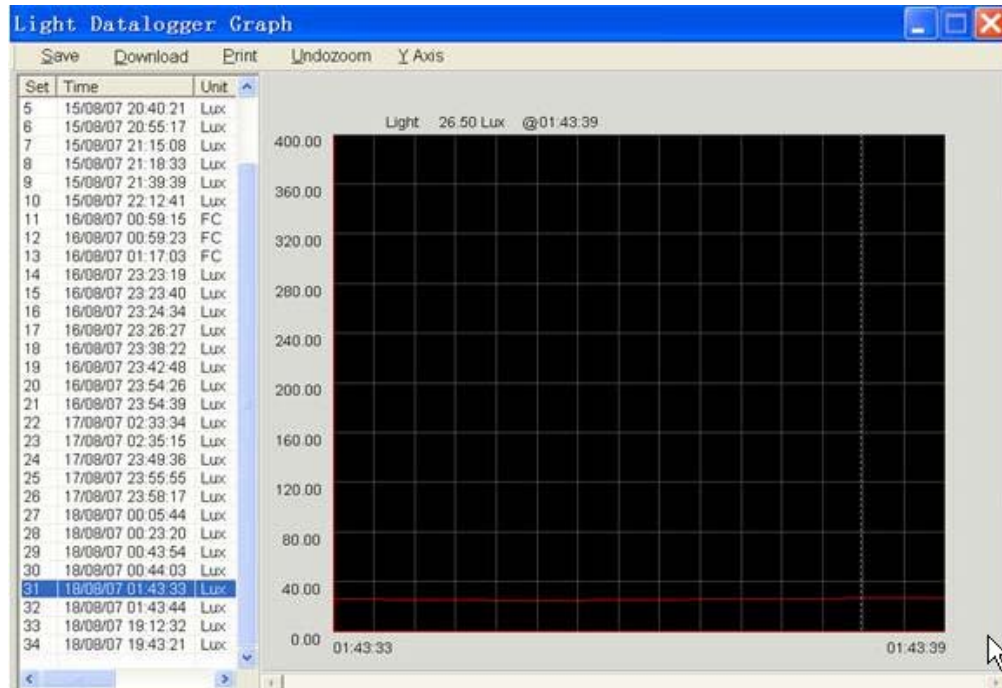 Light Datalogger Graph
Save Download Print Undozoom Y Axis
Set Time Unit
5 15/08/07 20:40:21 Lux
6 15/08/07 20:55:17 Lux
7 15/08/07 21:15:08 Lux
8 15/08/07 21:18:33 Lux
9 15/08/07 21:39:39 Lux
10 15/08/07 22:12:41 Lux
11 16/08/07 00:59:15 FC
12 16/08/07 00:59:23 FC
13 16/08/07 01:17:03 FC
14 16/08/07 23:23:19 Lux
15 16/08/07 23:23:40 Lux
16 16/08/07 23:24:34 Lux
17 16/08/07 23:26:27 Lux
18 16/08/07 23:38:22 Lux
19 16/08/07 23:42:48 Lux
20 16/08/07 23:54:26 Lux
21 16/08/07 23:54:39 Lux
22 17/08/07 02:33:34 Lux
23 17/08/07 02:35:15 Lux
24 17/08/07 23:49:36 Lux
25 17/08/07 23:55:55 Lux
26 17/08/07 23:58:17 Lux
27 18/08/07 00:05:44 Lux
28 18/08/07 00:23:20 Lux
29 18/08/07 00:43:54 Lux
30 18/08/07 00:44:03 Lux
31 18/08/07 01:43:33 Lux
32 18/08/07 01:43:44 Lux
33 18/08/07 19:12:32 Lux
34 18/08/07 19:43:21 Lux
Light 26.50 Lux @01:43:39
400.00
360.00
320.00
280.00
240.00
200.00
160.00
120.00
80.00
40.00
0.00
01:43:33 01:43:39